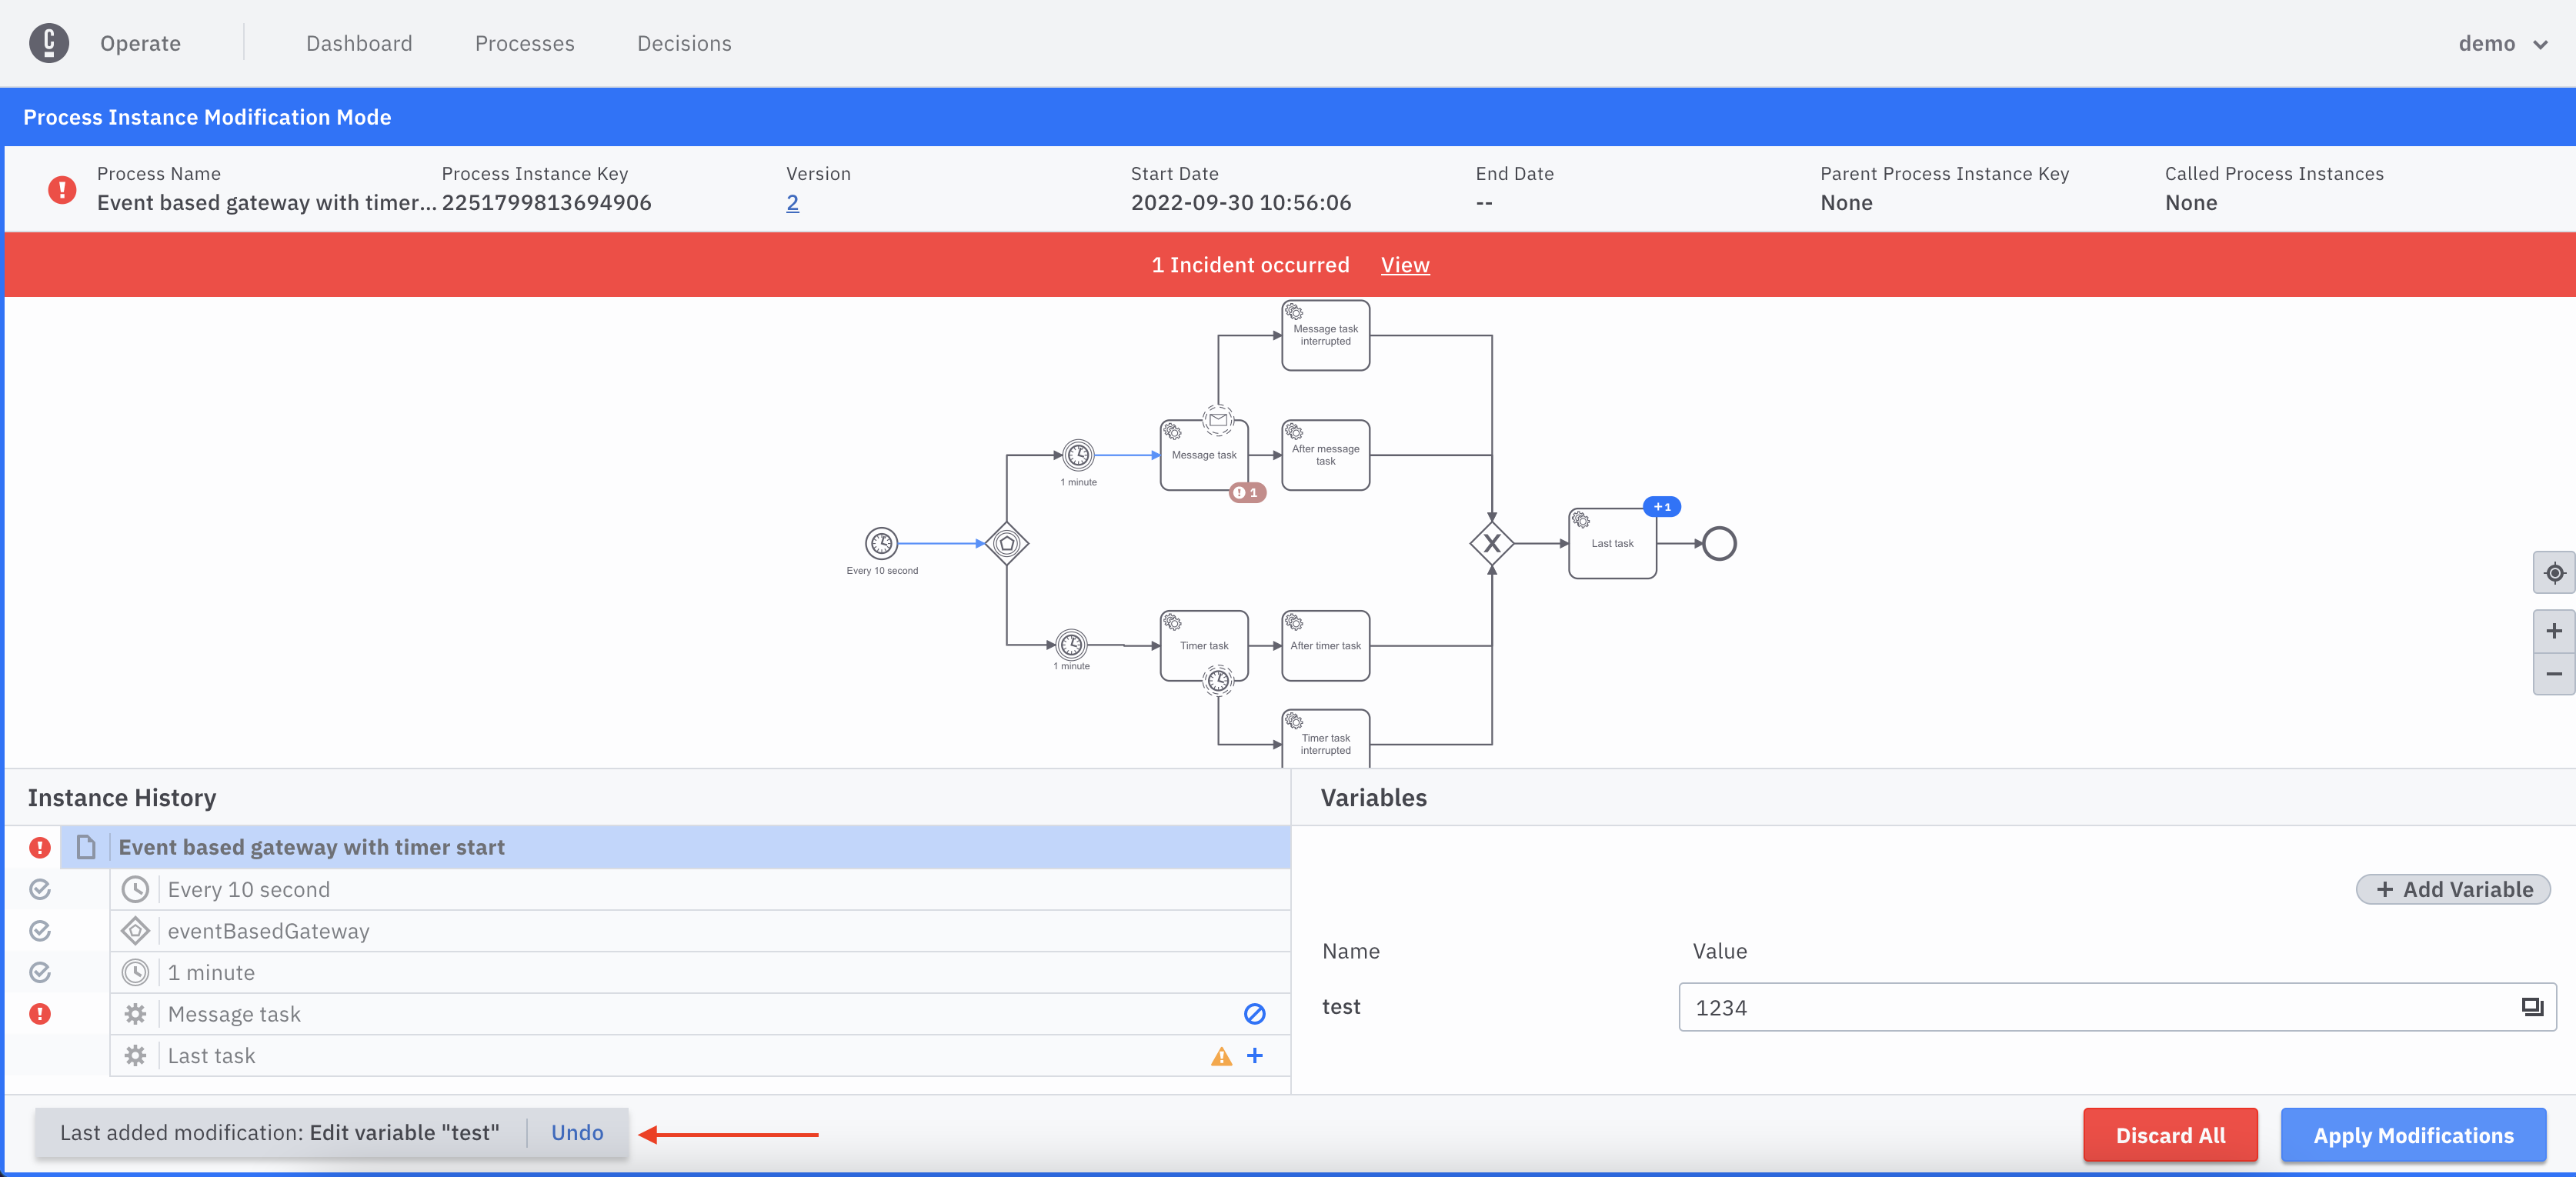 Operate
Dashboard
Processes
Decisions
demo
Process Instance Modification Mode
Process Name
Process Instance Key
Version
Start Date
End Date
Parent Process Instance Key
Called Process Instances
Event based gateway with timer...
2251799813694906
2
2022-09-30 10:56:06
--
None
None
1 Incident occurred
View
Message task
interrupted
Message task
After message
task
1 minute
1
+1
Every 10 second
Last task
Timer task
After timer task
1 minute
Timer task
interrupted
Instance History
Variables
Event based gateway with timer start
Every 10 second
+ Add Variable
eventBasedGateway
Name
Value
1 minute
test
1234
Message task
Last task
Last added modification: Edit variable "test"
Undo
Discard All
Apply Modifications